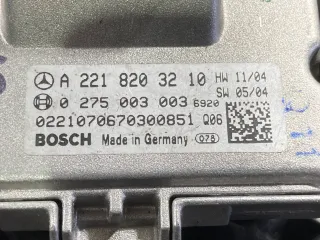 A 221 820 32 10 HW 11/04
SW 05/04
0 275 003 003 6920
0221070670300851 Q06
BOSCH Made in Germany 078